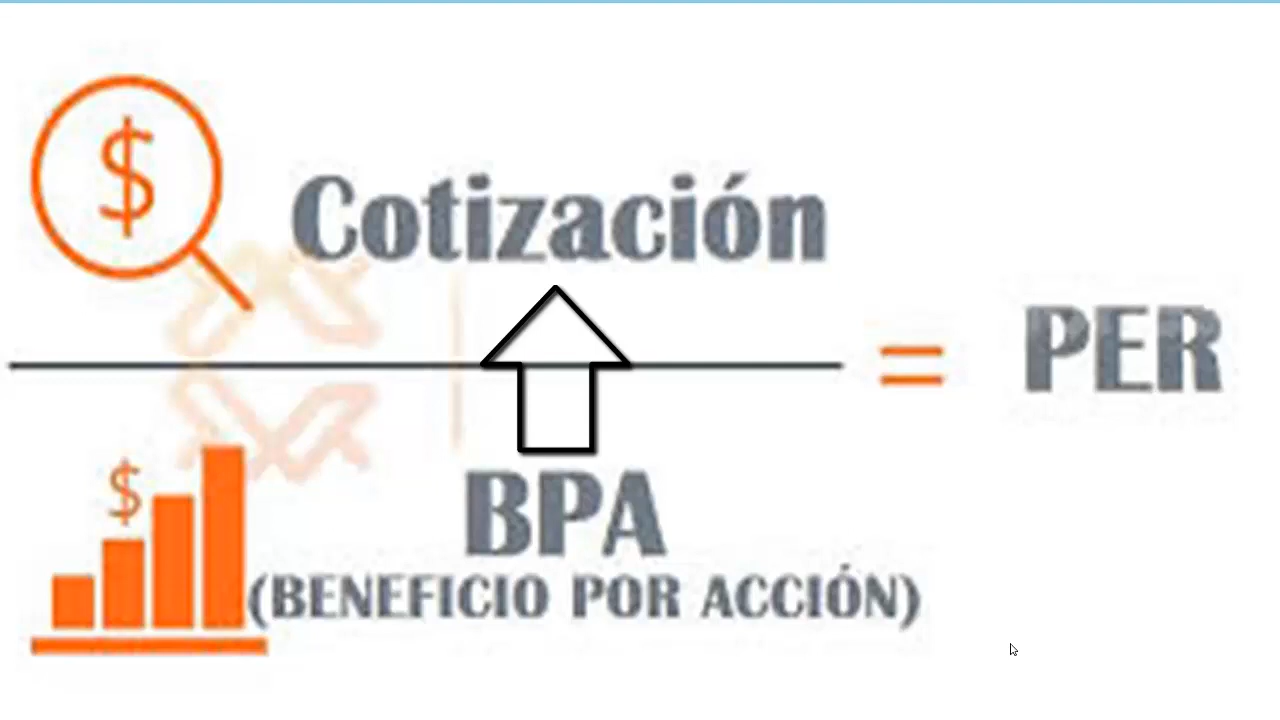 $
Cotización
= PER
$
BPA
(BENEFICIO POR ACCIÓN)